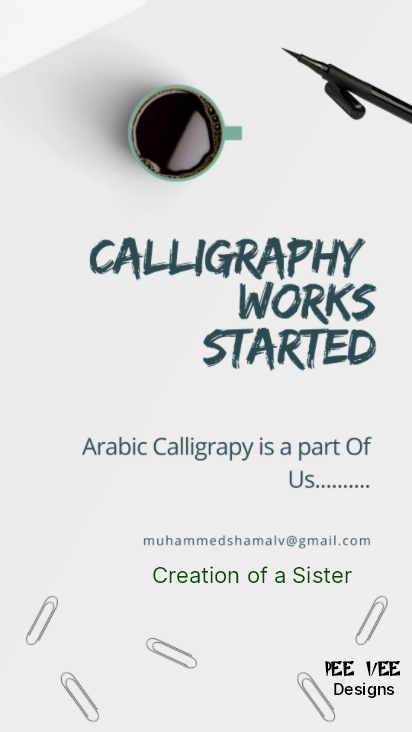 CALLIGRAPHY
WORKS
STARTED
Arabic Calligrapy is a part Of
Us..........
muhammedshamalv@gmail.com
Creation of a Sister
PEE VEE
Designs